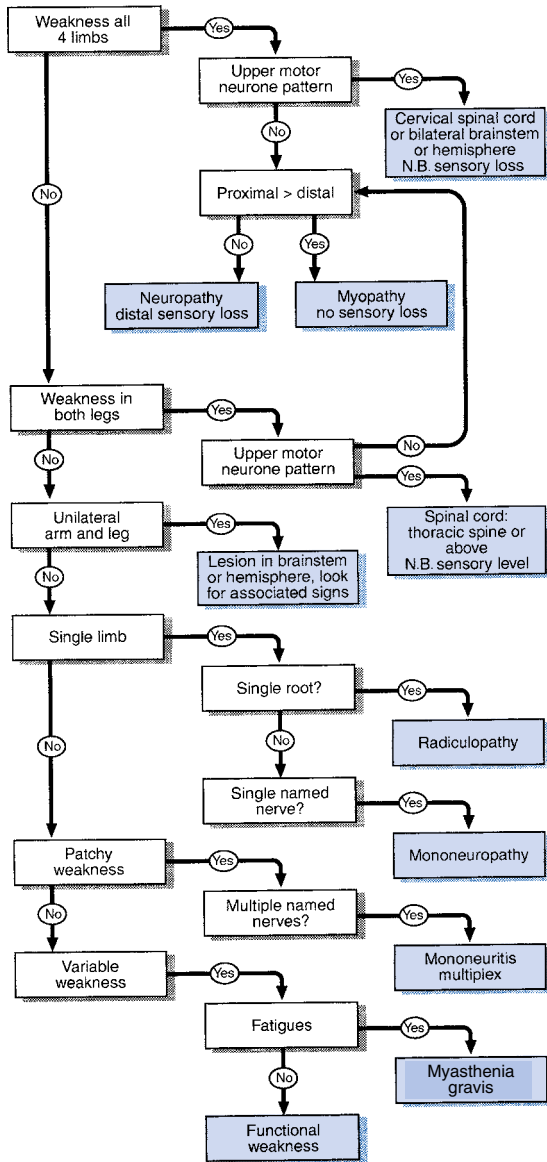 Weakness all
4 limbs
Yes
Upper motor
neurone pattern
Yes
Cervical spinal cord
or bilateral brainstem
or hemisphere
N.B. sensory loss
No
Proximal > distal
No
No
Yes
Neuropathy
distal sensory loss
Myopathy
no sensory loss
Weakness in
both legs
Yes
Upper motor
neurone pattern
No
Yes
No
Spinal cord:
thoracic spine or
above
N.B. sensory level
Unilateral
arm and leg
Yes
Lesion in brainstem
or hemisphere, look
for associated signs
No
Single limb
Yes
Single root?
Yes
Radiculopathy
No
No
Single named
nerve?
Yes
Mononeuropathy
Patchy
weakness
Yes
Multiple named
nerves?
Yes
Mononeuritis
multiplex
No
Variable
weakness
Yes
Fatigues
Yes
Myasthenia
gravis
No
Functional
weakness